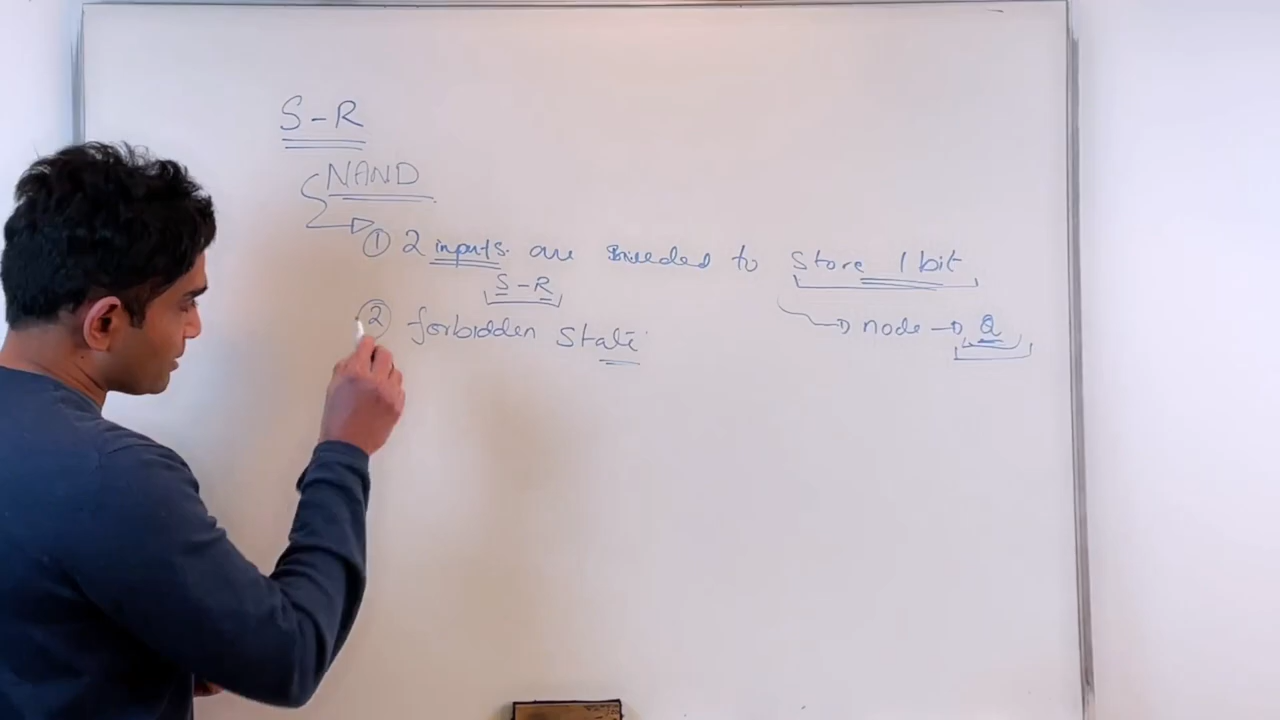 S-R
NAND
① 2 inputs. are needed to store 1 bit
S-R
② forbidden state
node → Q